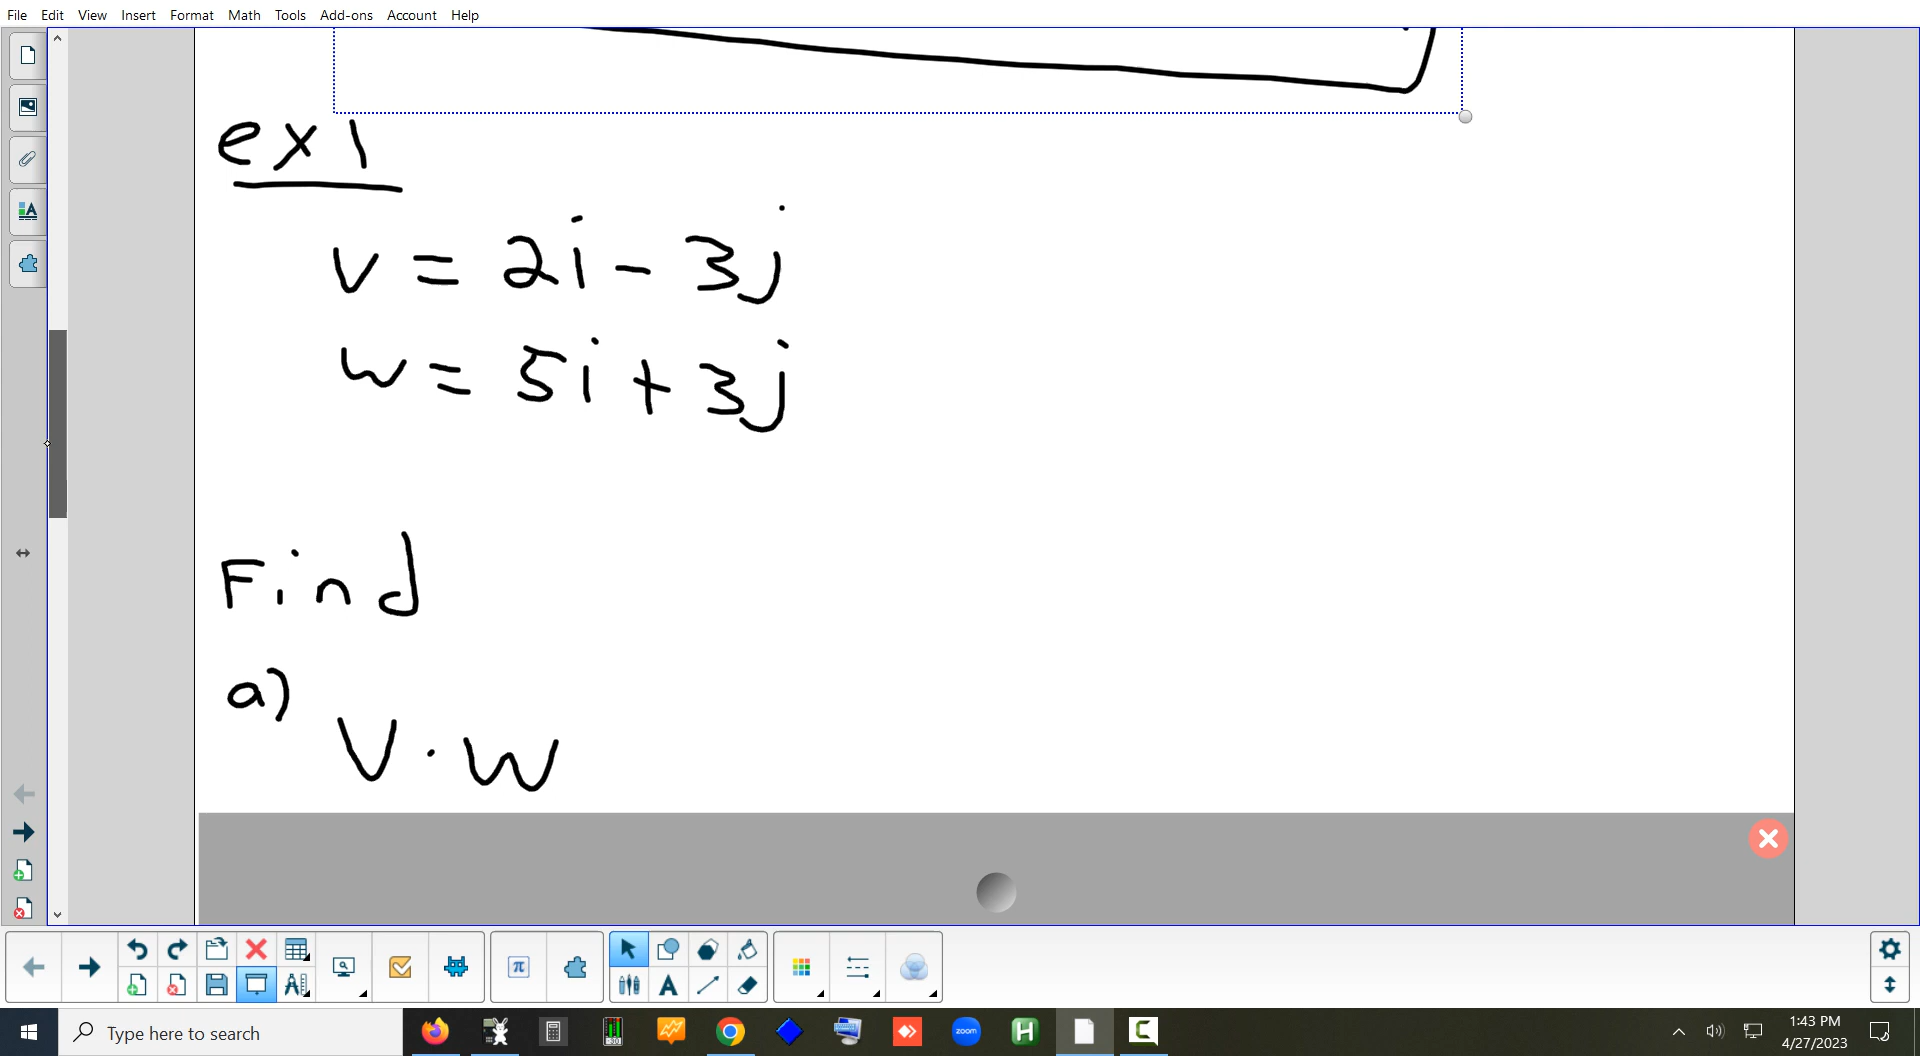 File Edit View Insert Format Math Tools Add-ons Account Help
ex 1
v = 2i - 3j
w = 5i + 3j
Find
a)
V · W
π
A
Type here to search
zoom
H
C
1:43 PM
4/27/2023